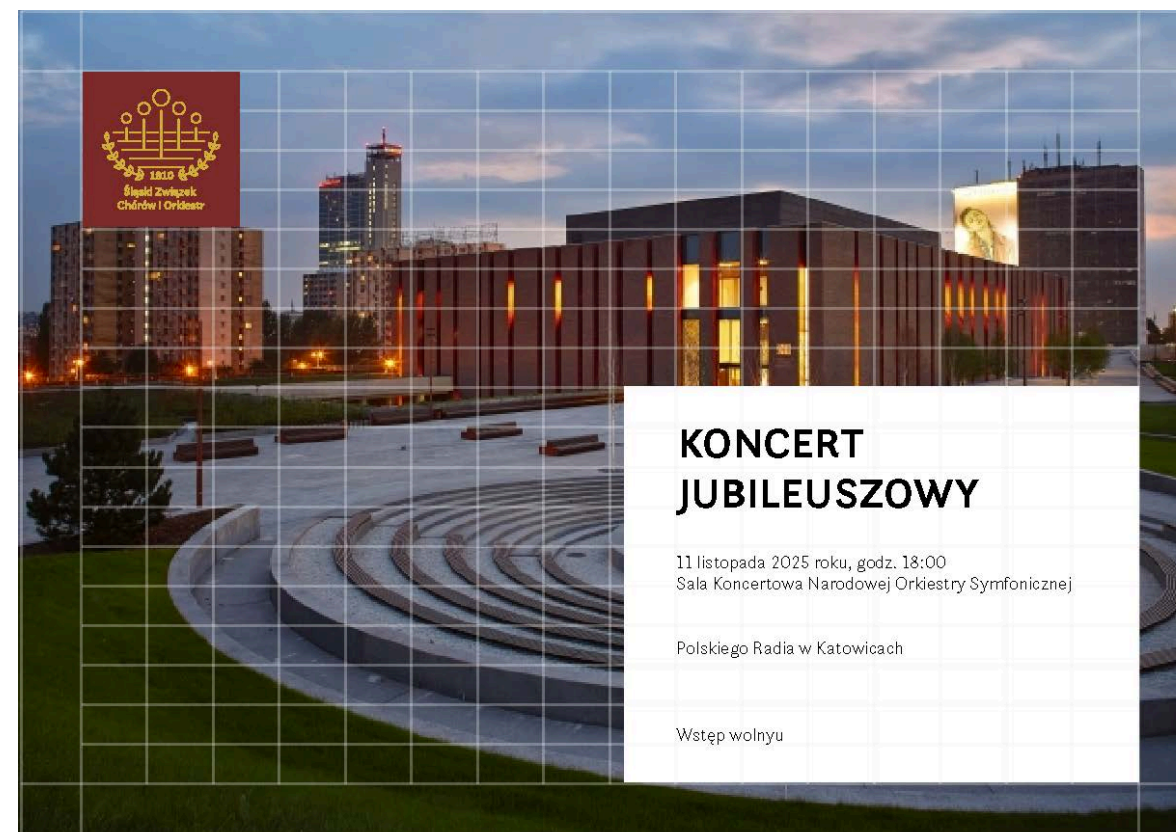 1810
Śląski Związek
Chórów i Orkiestr
KONCERT
JUBILEUSZOWY
11 listopada 2025 roku, godz. 18:00
Sala Koncertowa Narodowej Orkiestry Symfonicznej
Polskiego Radia w Katowicach
Wstęp wolnyu